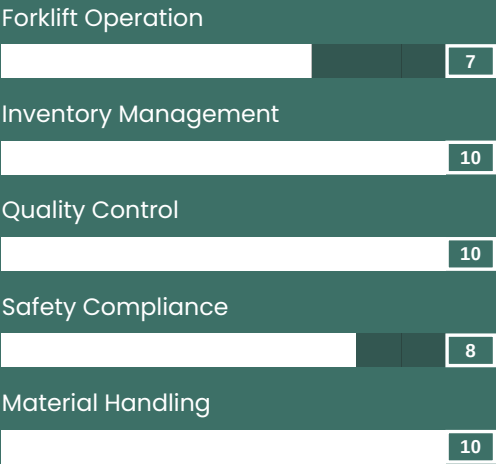 Forklift Operation
7
Inventory Management
10
Quality Control
10
Safety Compliance
8
Material Handling
10